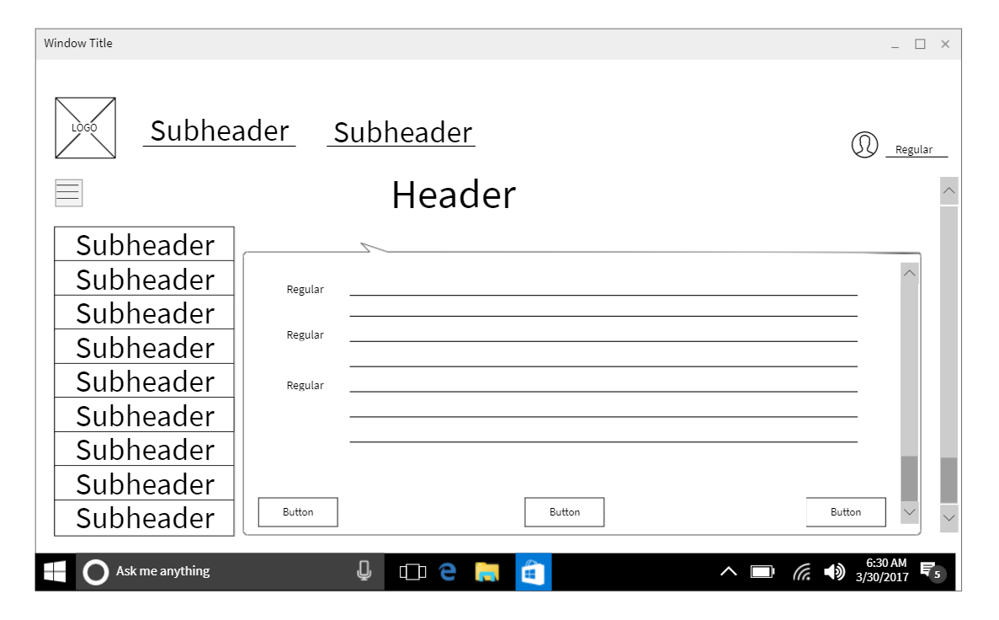 Window Title
LOGO
Subheader
Subheader
Regular
Header
Subheader
Subheader
Subheader
Subheader
Subheader
Subheader
Subheader
Subheader
Subheader
Regular
Regular
Regular
Button
Button
Button
Ask me anything
6:30 AM
3/30/2017
5